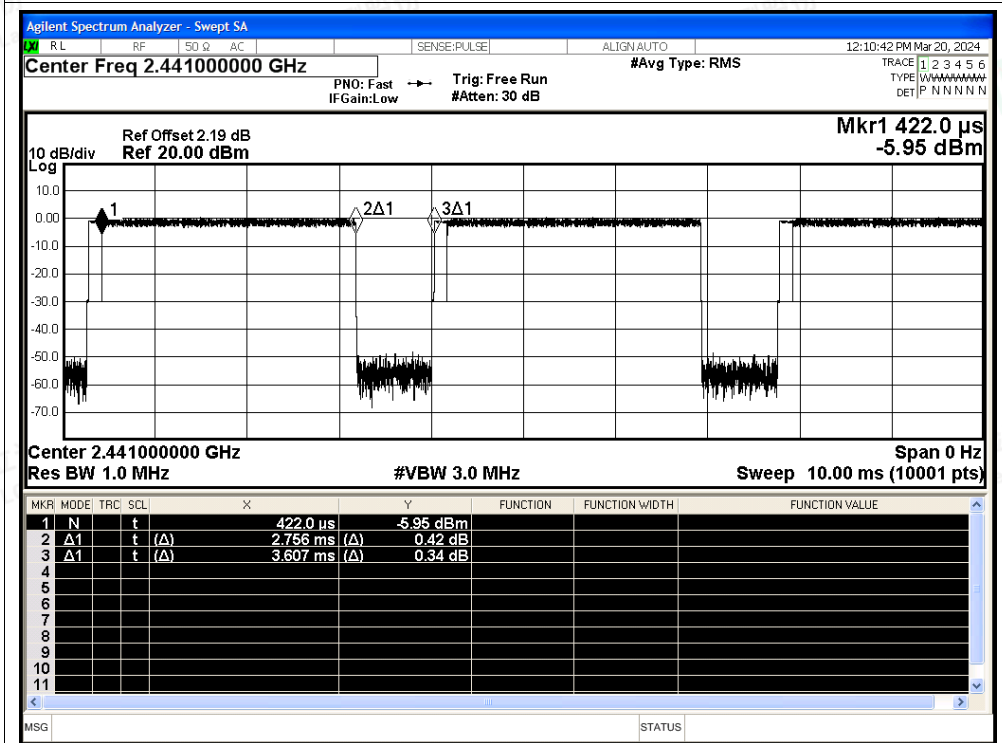 Agilent Spectrum Analyzer - Swept SA
LXI RL RF 50 Ω AC SENSE:PULSE ALIGN AUTO 12:10:42 PM Mar 20, 2024
Center Freq 2.441000000 GHz #Avg Type: RMS TRACE 1 2 3 4 5 6
PNO: Fast Trig: Free Run TYPE WWWWWW
IFGain:Low #Atten: 30 dB DET P N N N N N
Mkr1 422.0 µs
Ref Offset 2.19 dB
10 dB/div Ref 20.00 dBm -5.95 dBm
Log
10.0
1 2Δ1 3Δ1
0.00
-10.0
-20.0
-30.0
-40.0
-50.0
-60.0
-70.0
Center 2.441000000 GHz Span 0 Hz
Res BW 1.0 MHz #VBW 3.0 MHz Sweep 10.00 ms (10001 pts)
MKR MODE TRC SCL X Y FUNCTION FUNCTION WIDTH FUNCTION VALUE
1 N t 422.0 µs -5.95 dBm
2 Δ1 t (Δ) 2.756 ms (Δ) 0.42 dB
3 Δ1 t (Δ) 3.607 ms (Δ) 0.34 dB
4
5
6
7
8
9
10
11
MSG STATUS